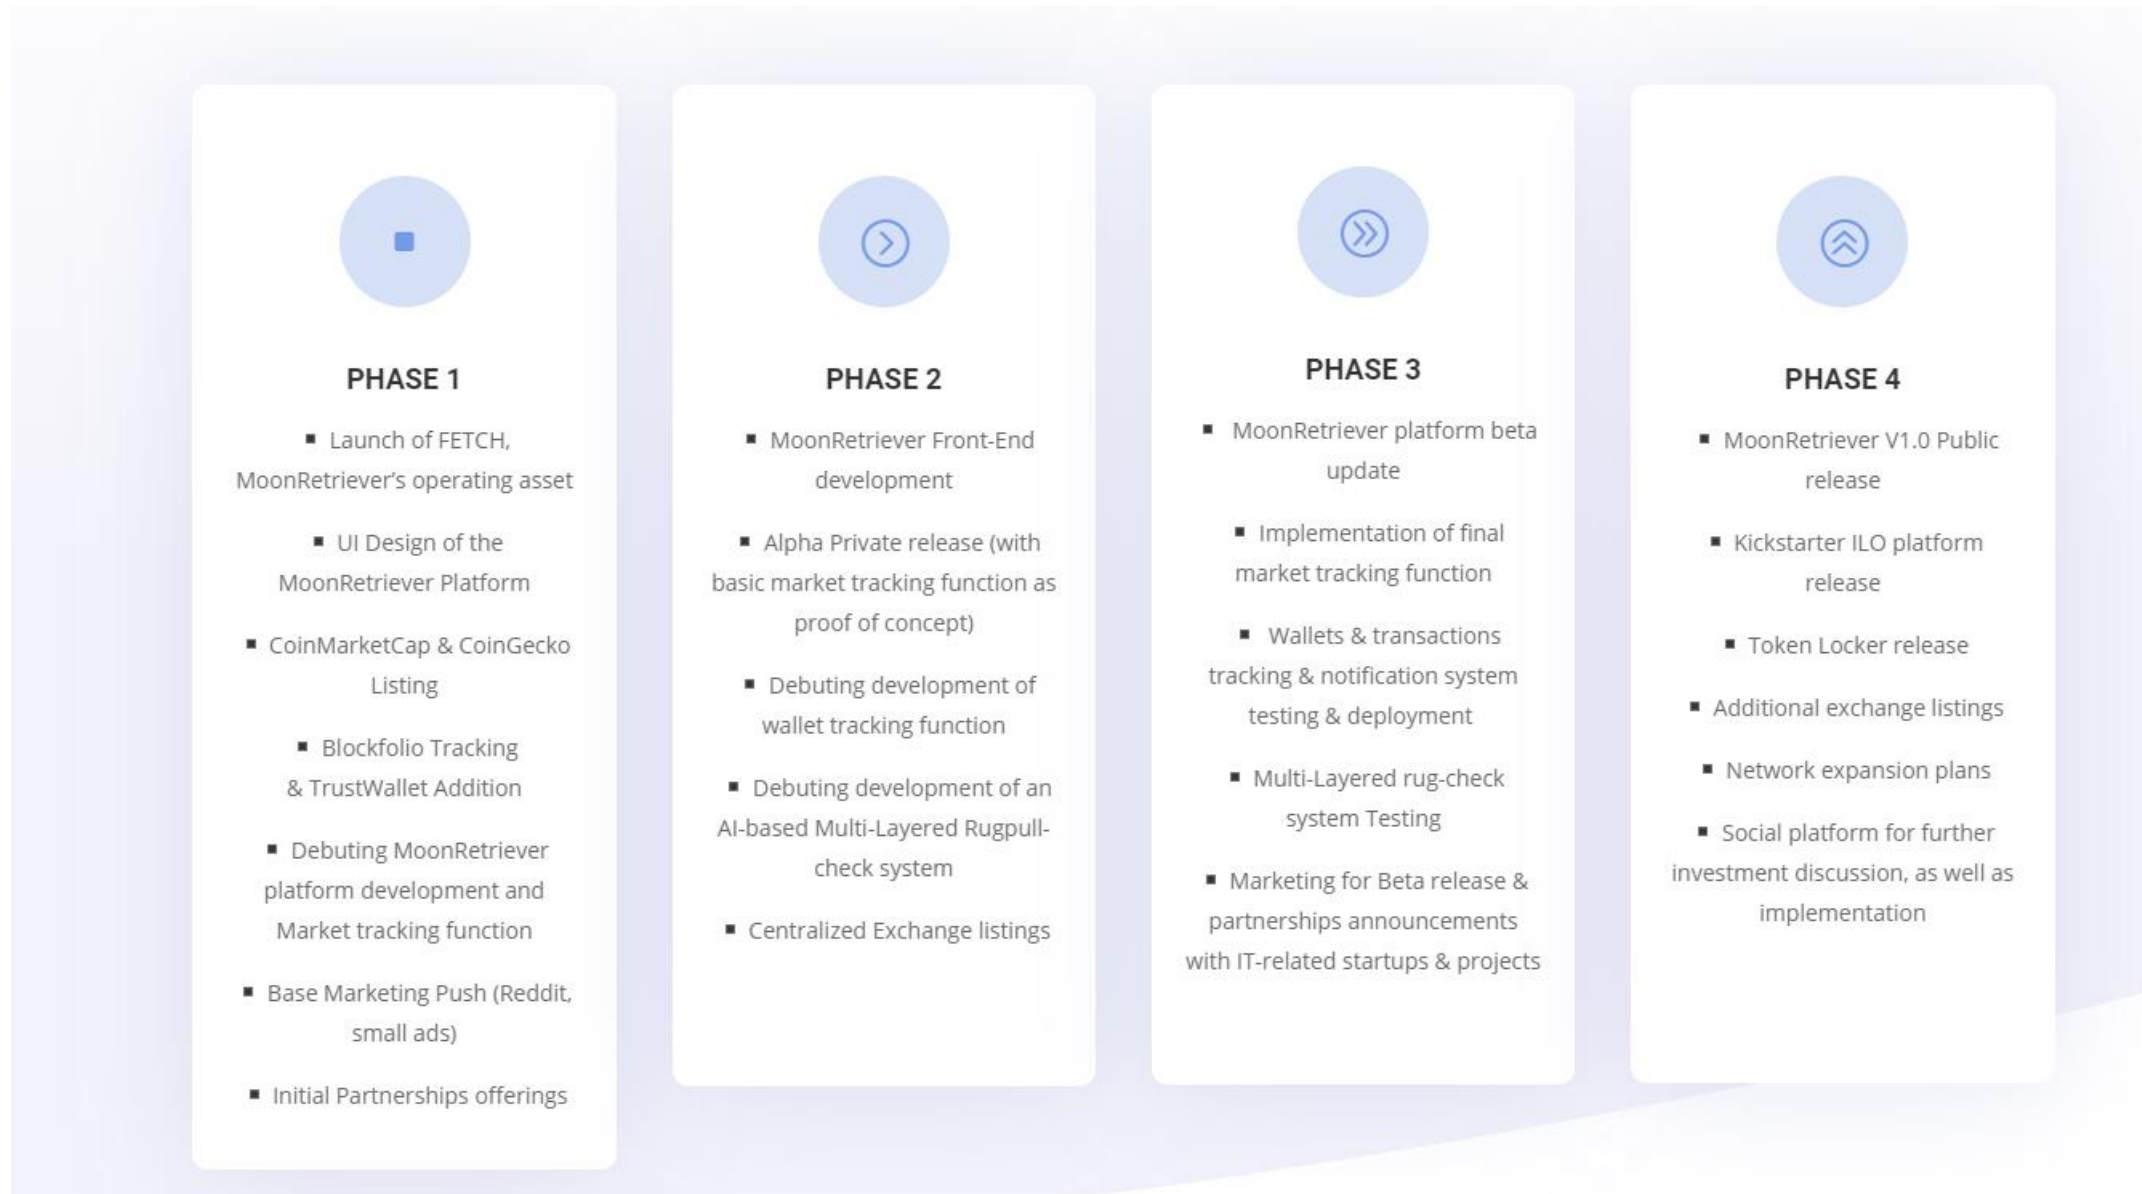 PHASE 1
▪ Launch of FETCH,
MoonRetriever’s operating asset
▪ UI Design of the
MoonRetriever Platform
▪ CoinMarketCap & CoinGecko
Listing
▪ Blockfolio Tracking
& TrustWallet Addition
▪ Debuting MoonRetriever
platform development and
Market tracking function
▪ Base Marketing Push (Reddit,
small ads)
▪ Initial Partnerships offerings
PHASE 2
▪ MoonRetriever Front-End
development
▪ Alpha Private release (with
basic market tracking function as
proof of concept)
▪ Debuting development of
wallet tracking function
▪ Debuting development of an
AI-based Multi-Layered Rugpull-
check system
▪ Centralized Exchange listings
PHASE 3
▪ MoonRetriever platform beta
update
▪ Implementation of final
market tracking function
▪ Wallets & transactions
tracking & notification system
testing & deployment
▪ Multi-Layered rug-check
system Testing
▪ Marketing for Beta release &
partnerships announcements
with IT-related startups & projects
PHASE 4
▪ MoonRetriever V1.0 Public
release
▪ Kickstarter ILO platform
release
▪ Token Locker release
▪ Additional exchange listings
▪ Network expansion plans
▪ Social platform for further
investment discussion, as well as
implementation